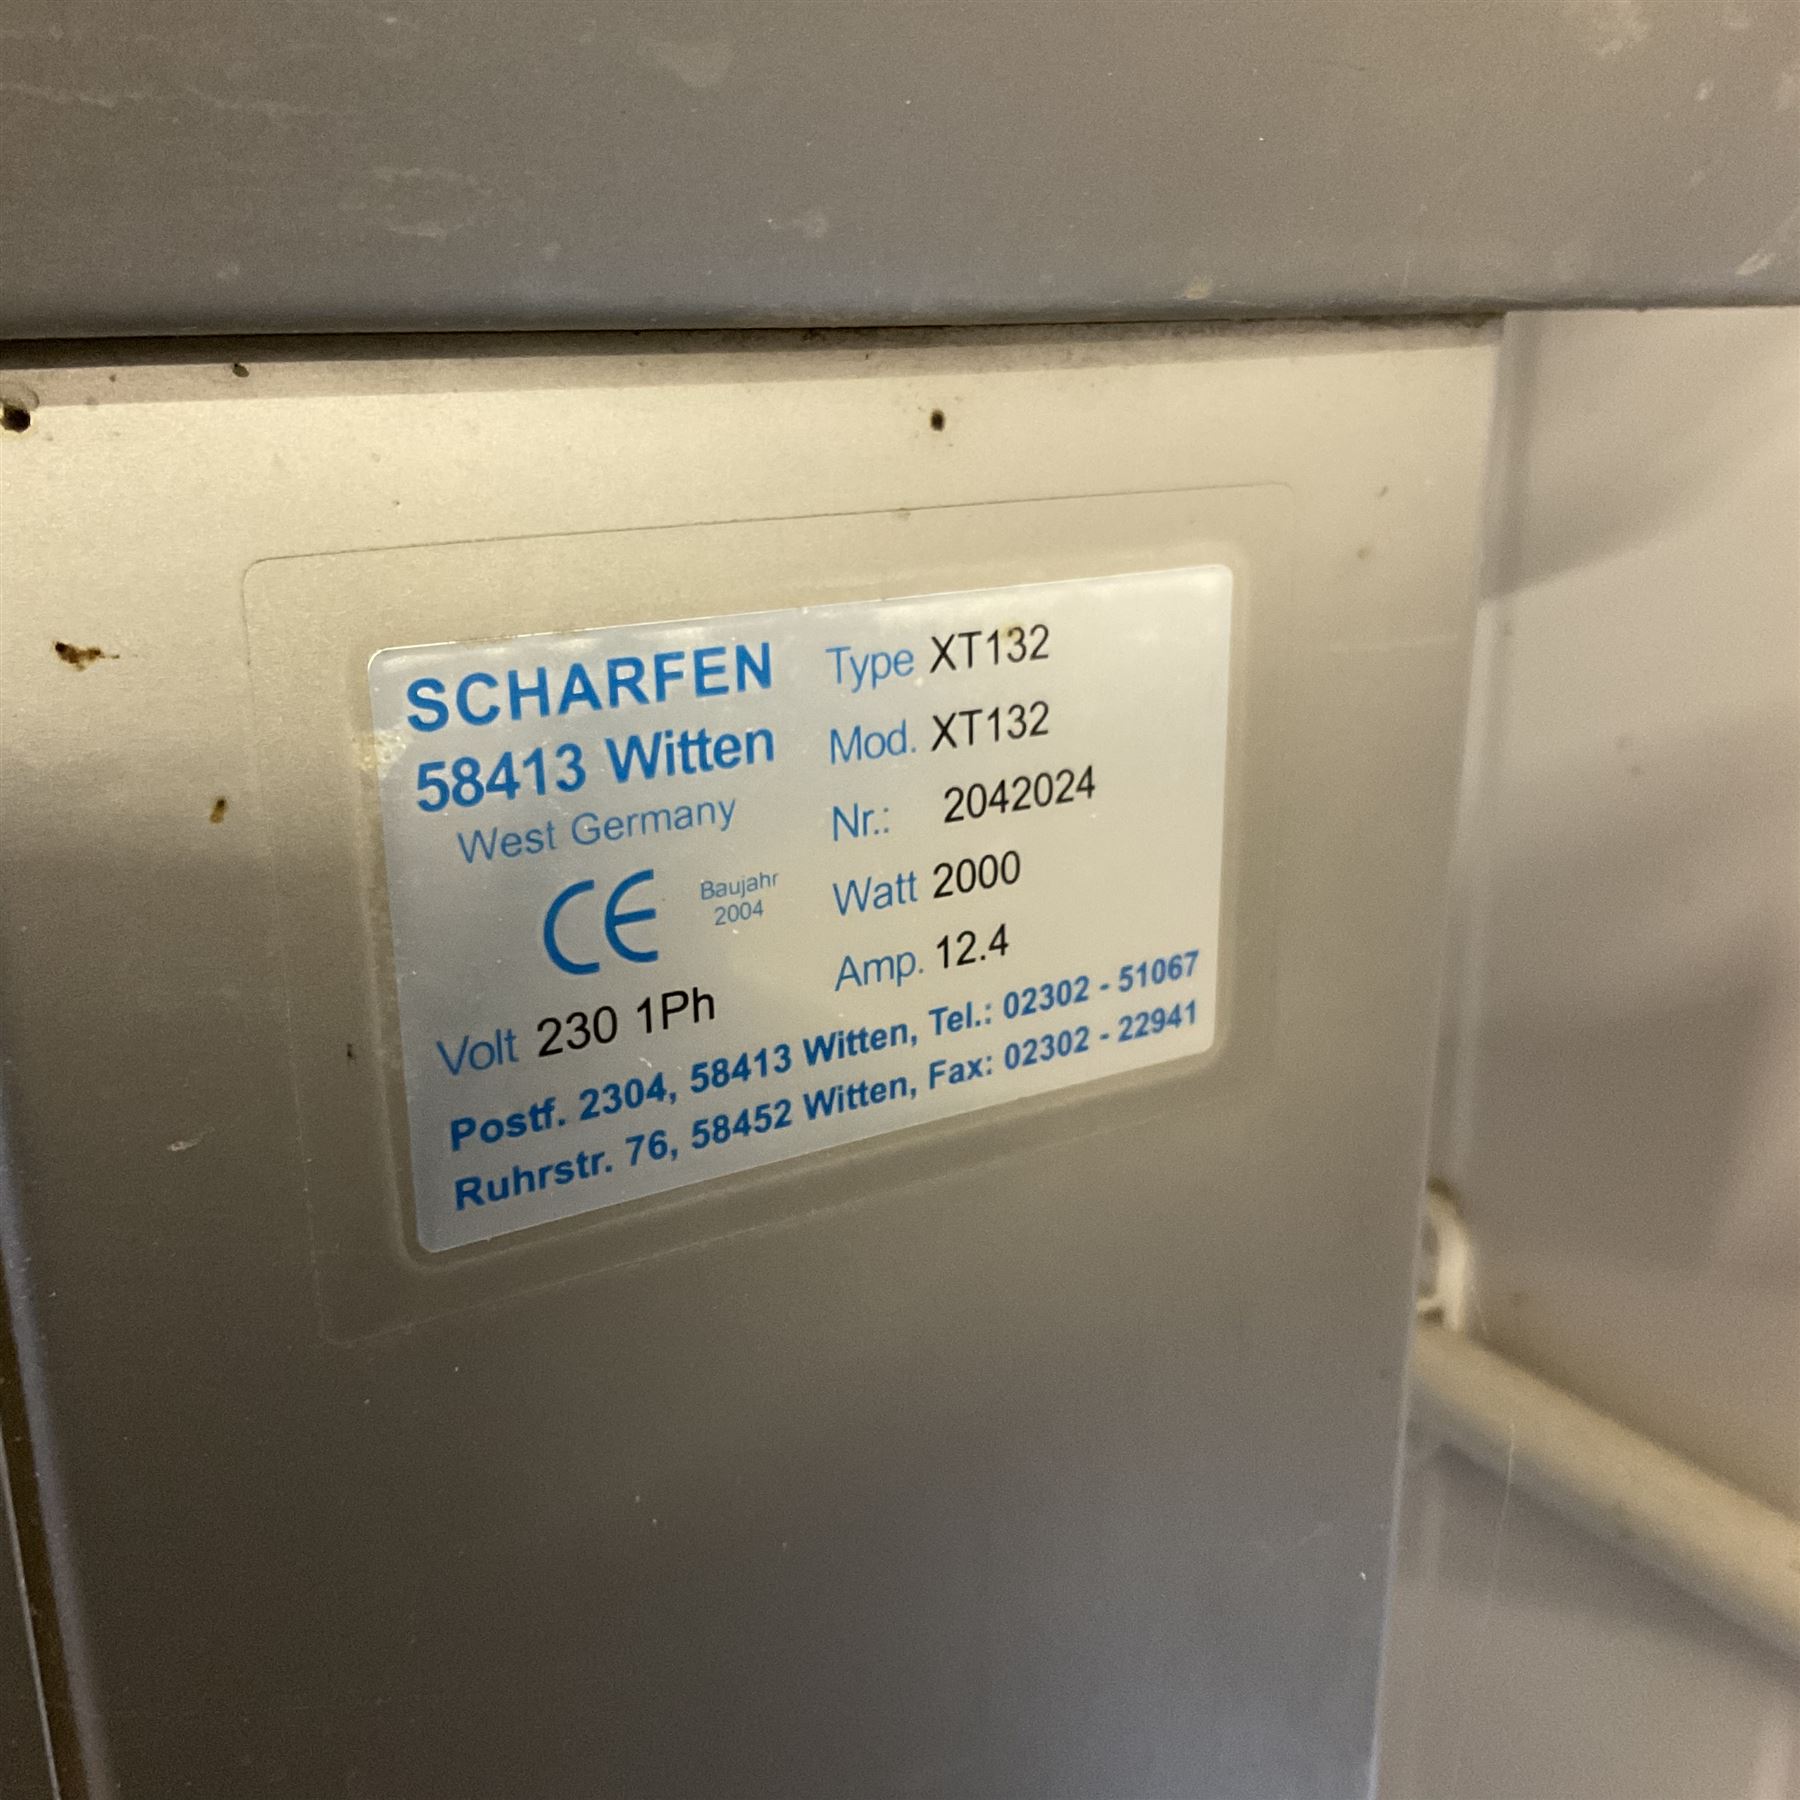 SCHARFEN
58413 Witten
West Germany
CE
Baujahr
2004
Volt 230 1Ph
Type XT132
Mod. XT132
Nr.: 2042024
Watt 2000
Amp. 12.4
Postf. 2304, 58413 Witten, Tel.: 02302 - 51067
Ruhrstr. 76, 58452 Witten, Fax: 02302 - 22941